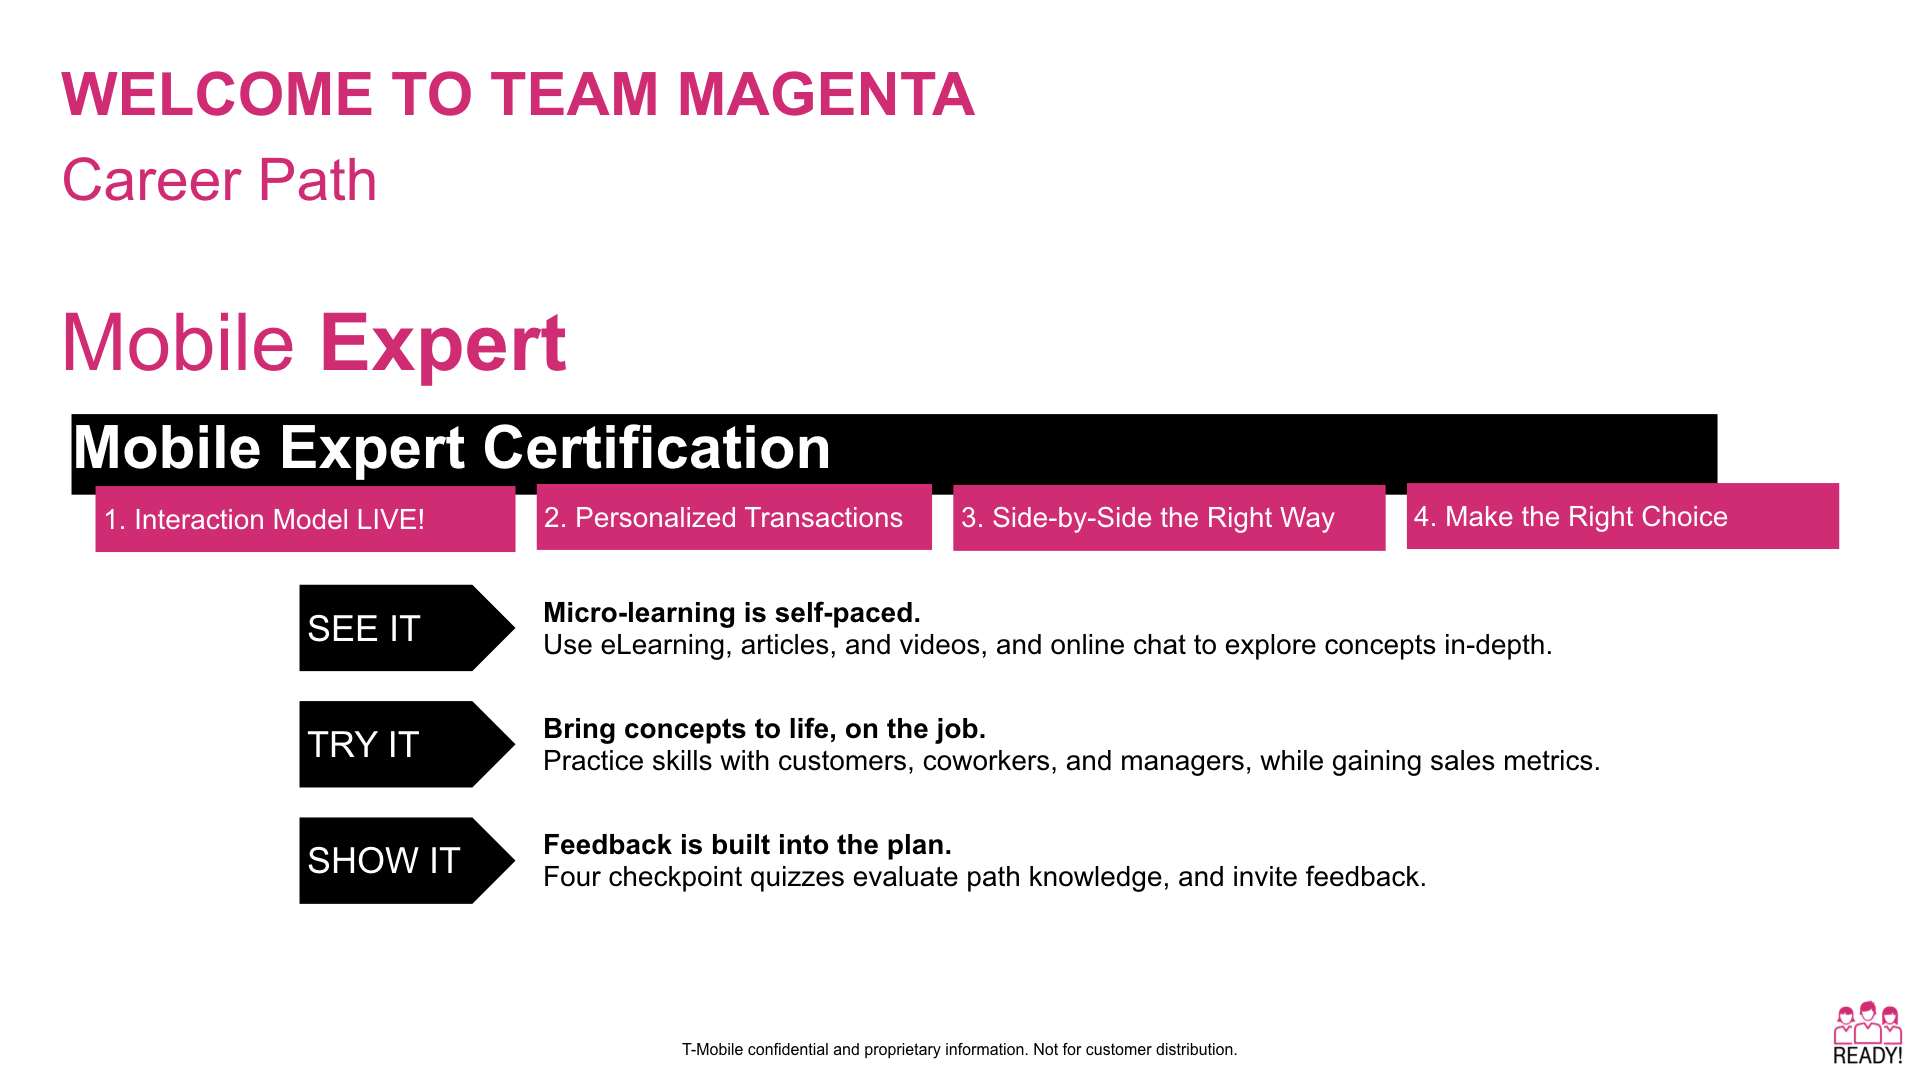 WELCOME TO TEAM MAGENTA
Career Path
Mobile Expert
Mobile Expert Certification
1. Interaction Model LIVE!
2. Personalized Transactions
3. Side-by-Side the Right Way
4. Make the Right Choice
SEE IT
Micro-learning is self-paced.
Use eLearning, articles, and videos, and online chat to explore concepts in-depth.
TRY IT
Bring concepts to life, on the job.
Practice skills with customers, coworkers, and managers, while gaining sales metrics.
SHOW IT
Feedback is built into the plan.
Four checkpoint quizzes evaluate path knowledge, and invite feedback.
T-Mobile confidential and proprietary information. Not for customer distribution.
READY!